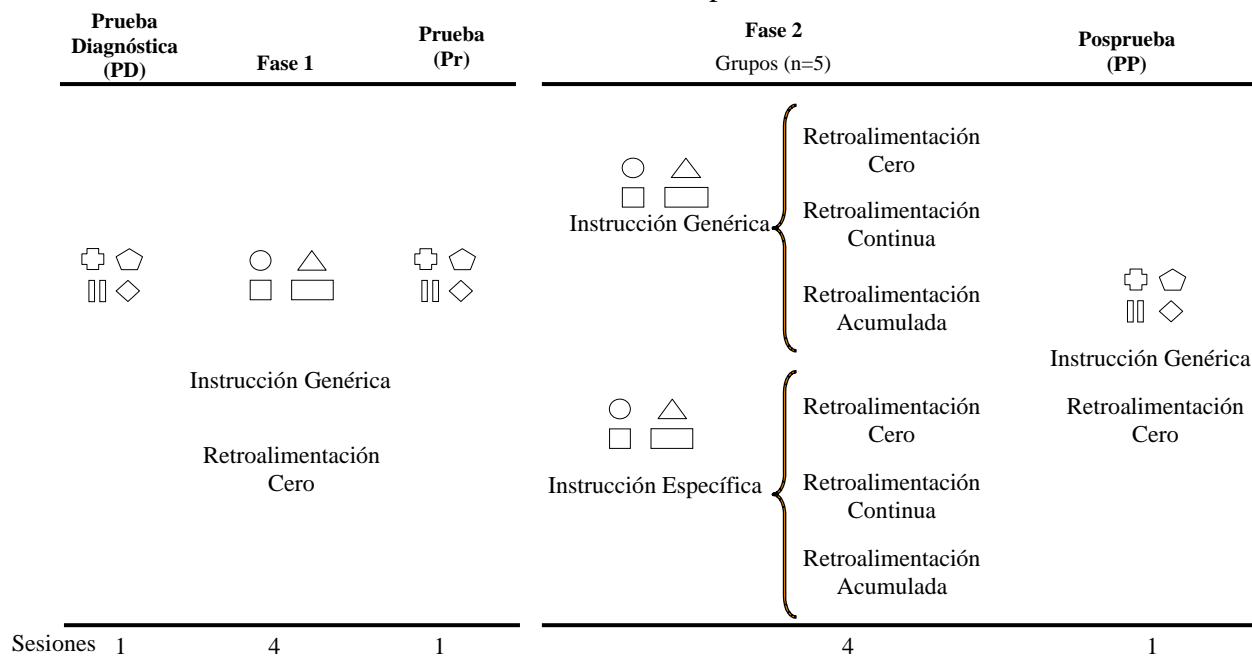 Prueba
Diagnóstica
(PD)
Fase 1
Prueba
(Pr)
Fase 2
Grupos (n=5)
Posprueba
(PP)
Instrucción Genérica
Retroalimentación
Cero
Instrucción Genérica
Retroalimentación
Cero
Retroalimentación
Continua
Retroalimentación
Acumulada
Instrucción Específica
Retroalimentación
Cero
Retroalimentación
Continua
Retroalimentación
Acumulada
Instrucción Genérica
Retroalimentación
Cero
Sesiones 1 4 1 4 1